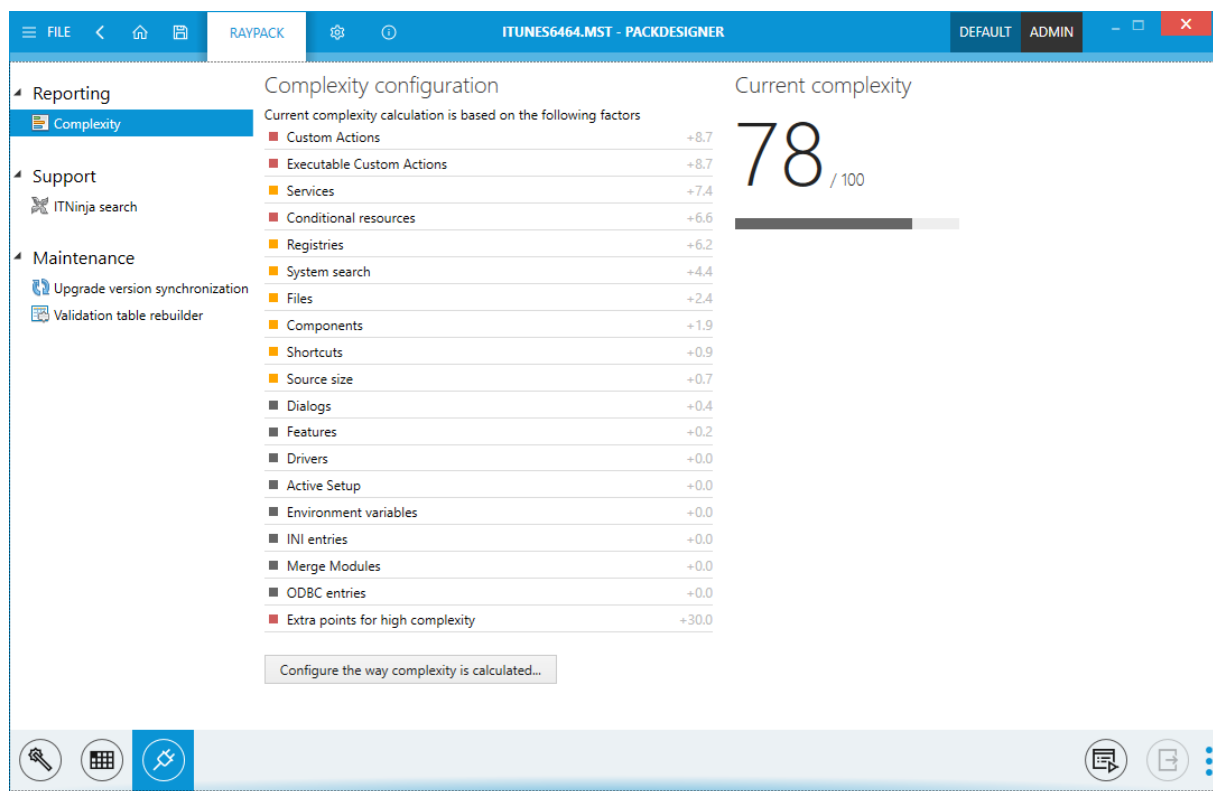 FILE
RAYPACK
ITUNES6464.MST - PACKDESIGNER
DEFAULT
ADMIN
Reporting
Complexity
Support
ITNinja search
Maintenance
Upgrade version synchronization
Validation table rebuilder
Complexity configuration
Current complexity calculation is based on the following factors
Custom Actions +8.7
Executable Custom Actions +8.7
Services +7.4
Conditional resources +6.6
Registries +6.2
System search +4.4
Files +2.4
Components +1.9
Shortcuts +0.9
Source size +0.7
Dialogs +0.4
Features +0.2
Drivers +0.0
Active Setup +0.0
Environment variables +0.0
INI entries +0.0
Merge Modules +0.0
ODBC entries +0.0
Extra points for high complexity +30.0
Configure the way complexity is calculated...
Current complexity
78 / 100